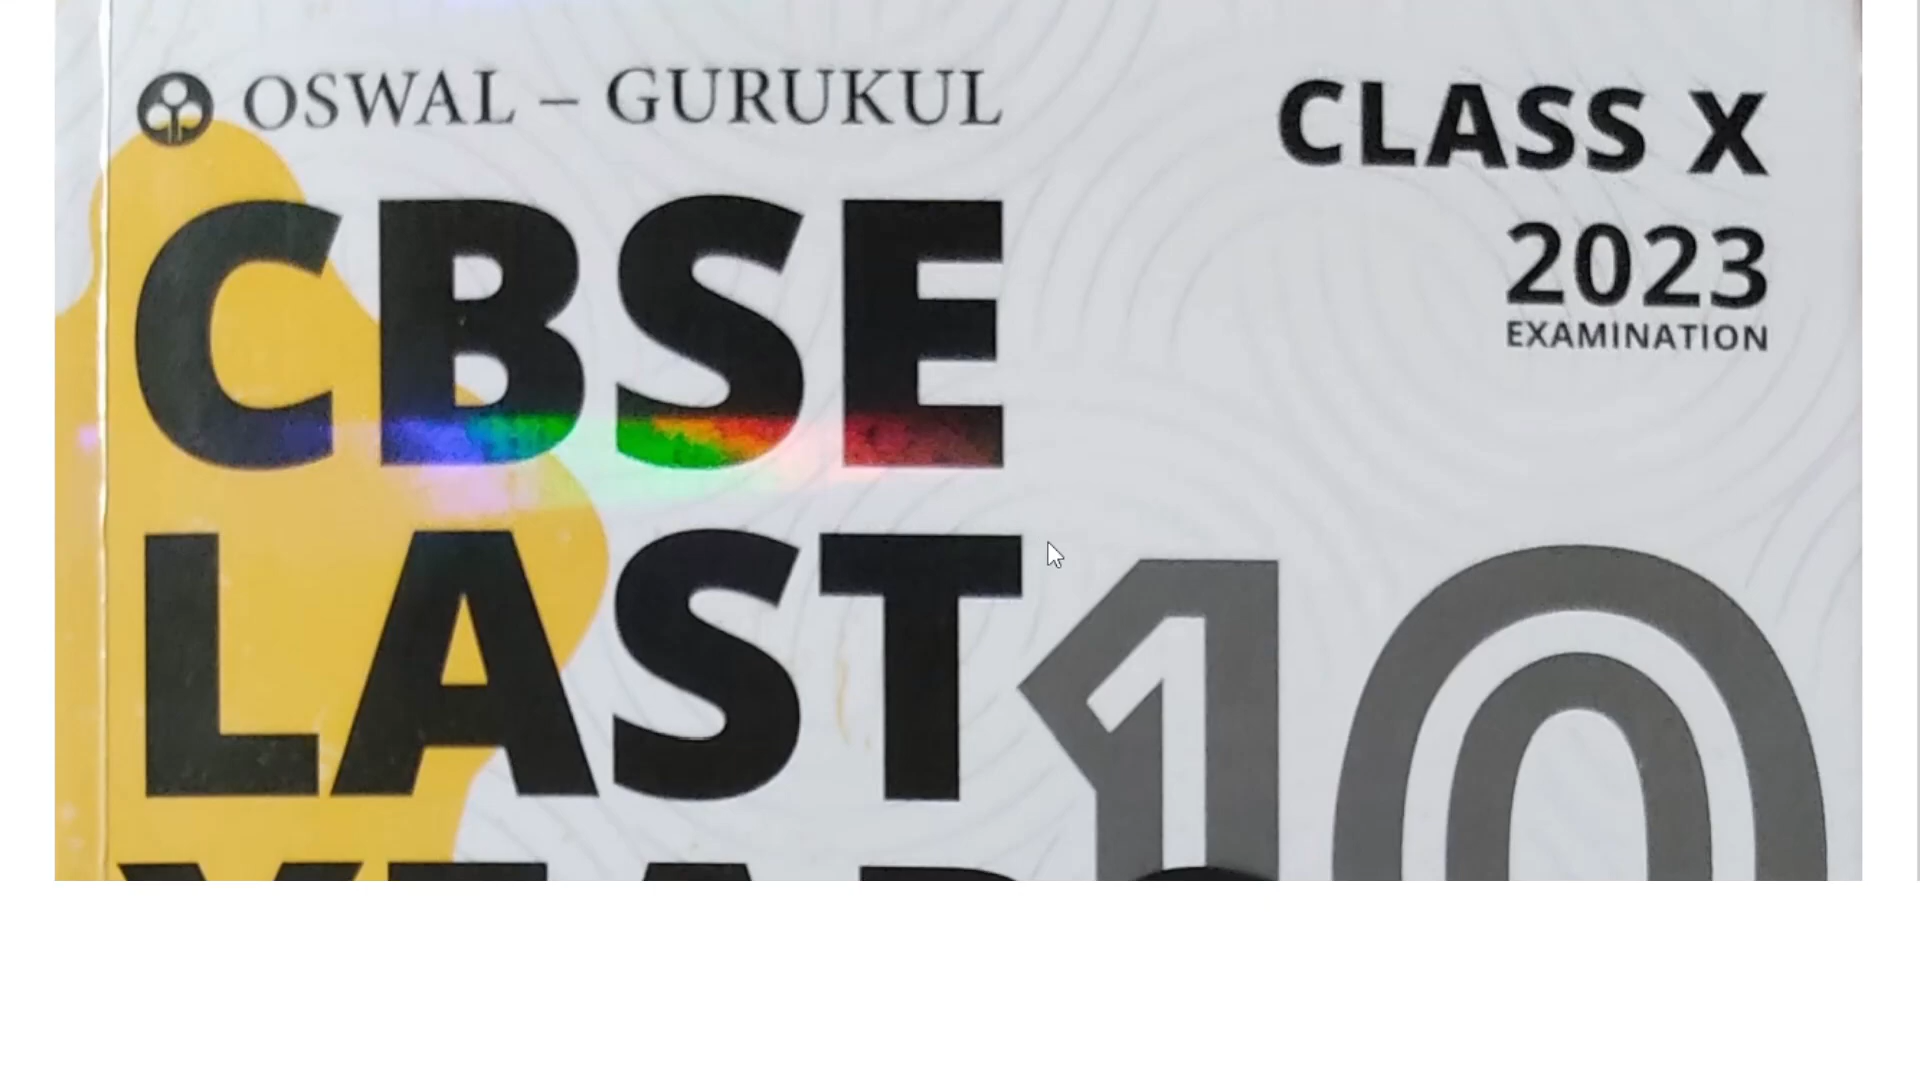 OSWAL – GURUKUL
CLASS X
2023
EXAMINATION
CBSE
LAST
10